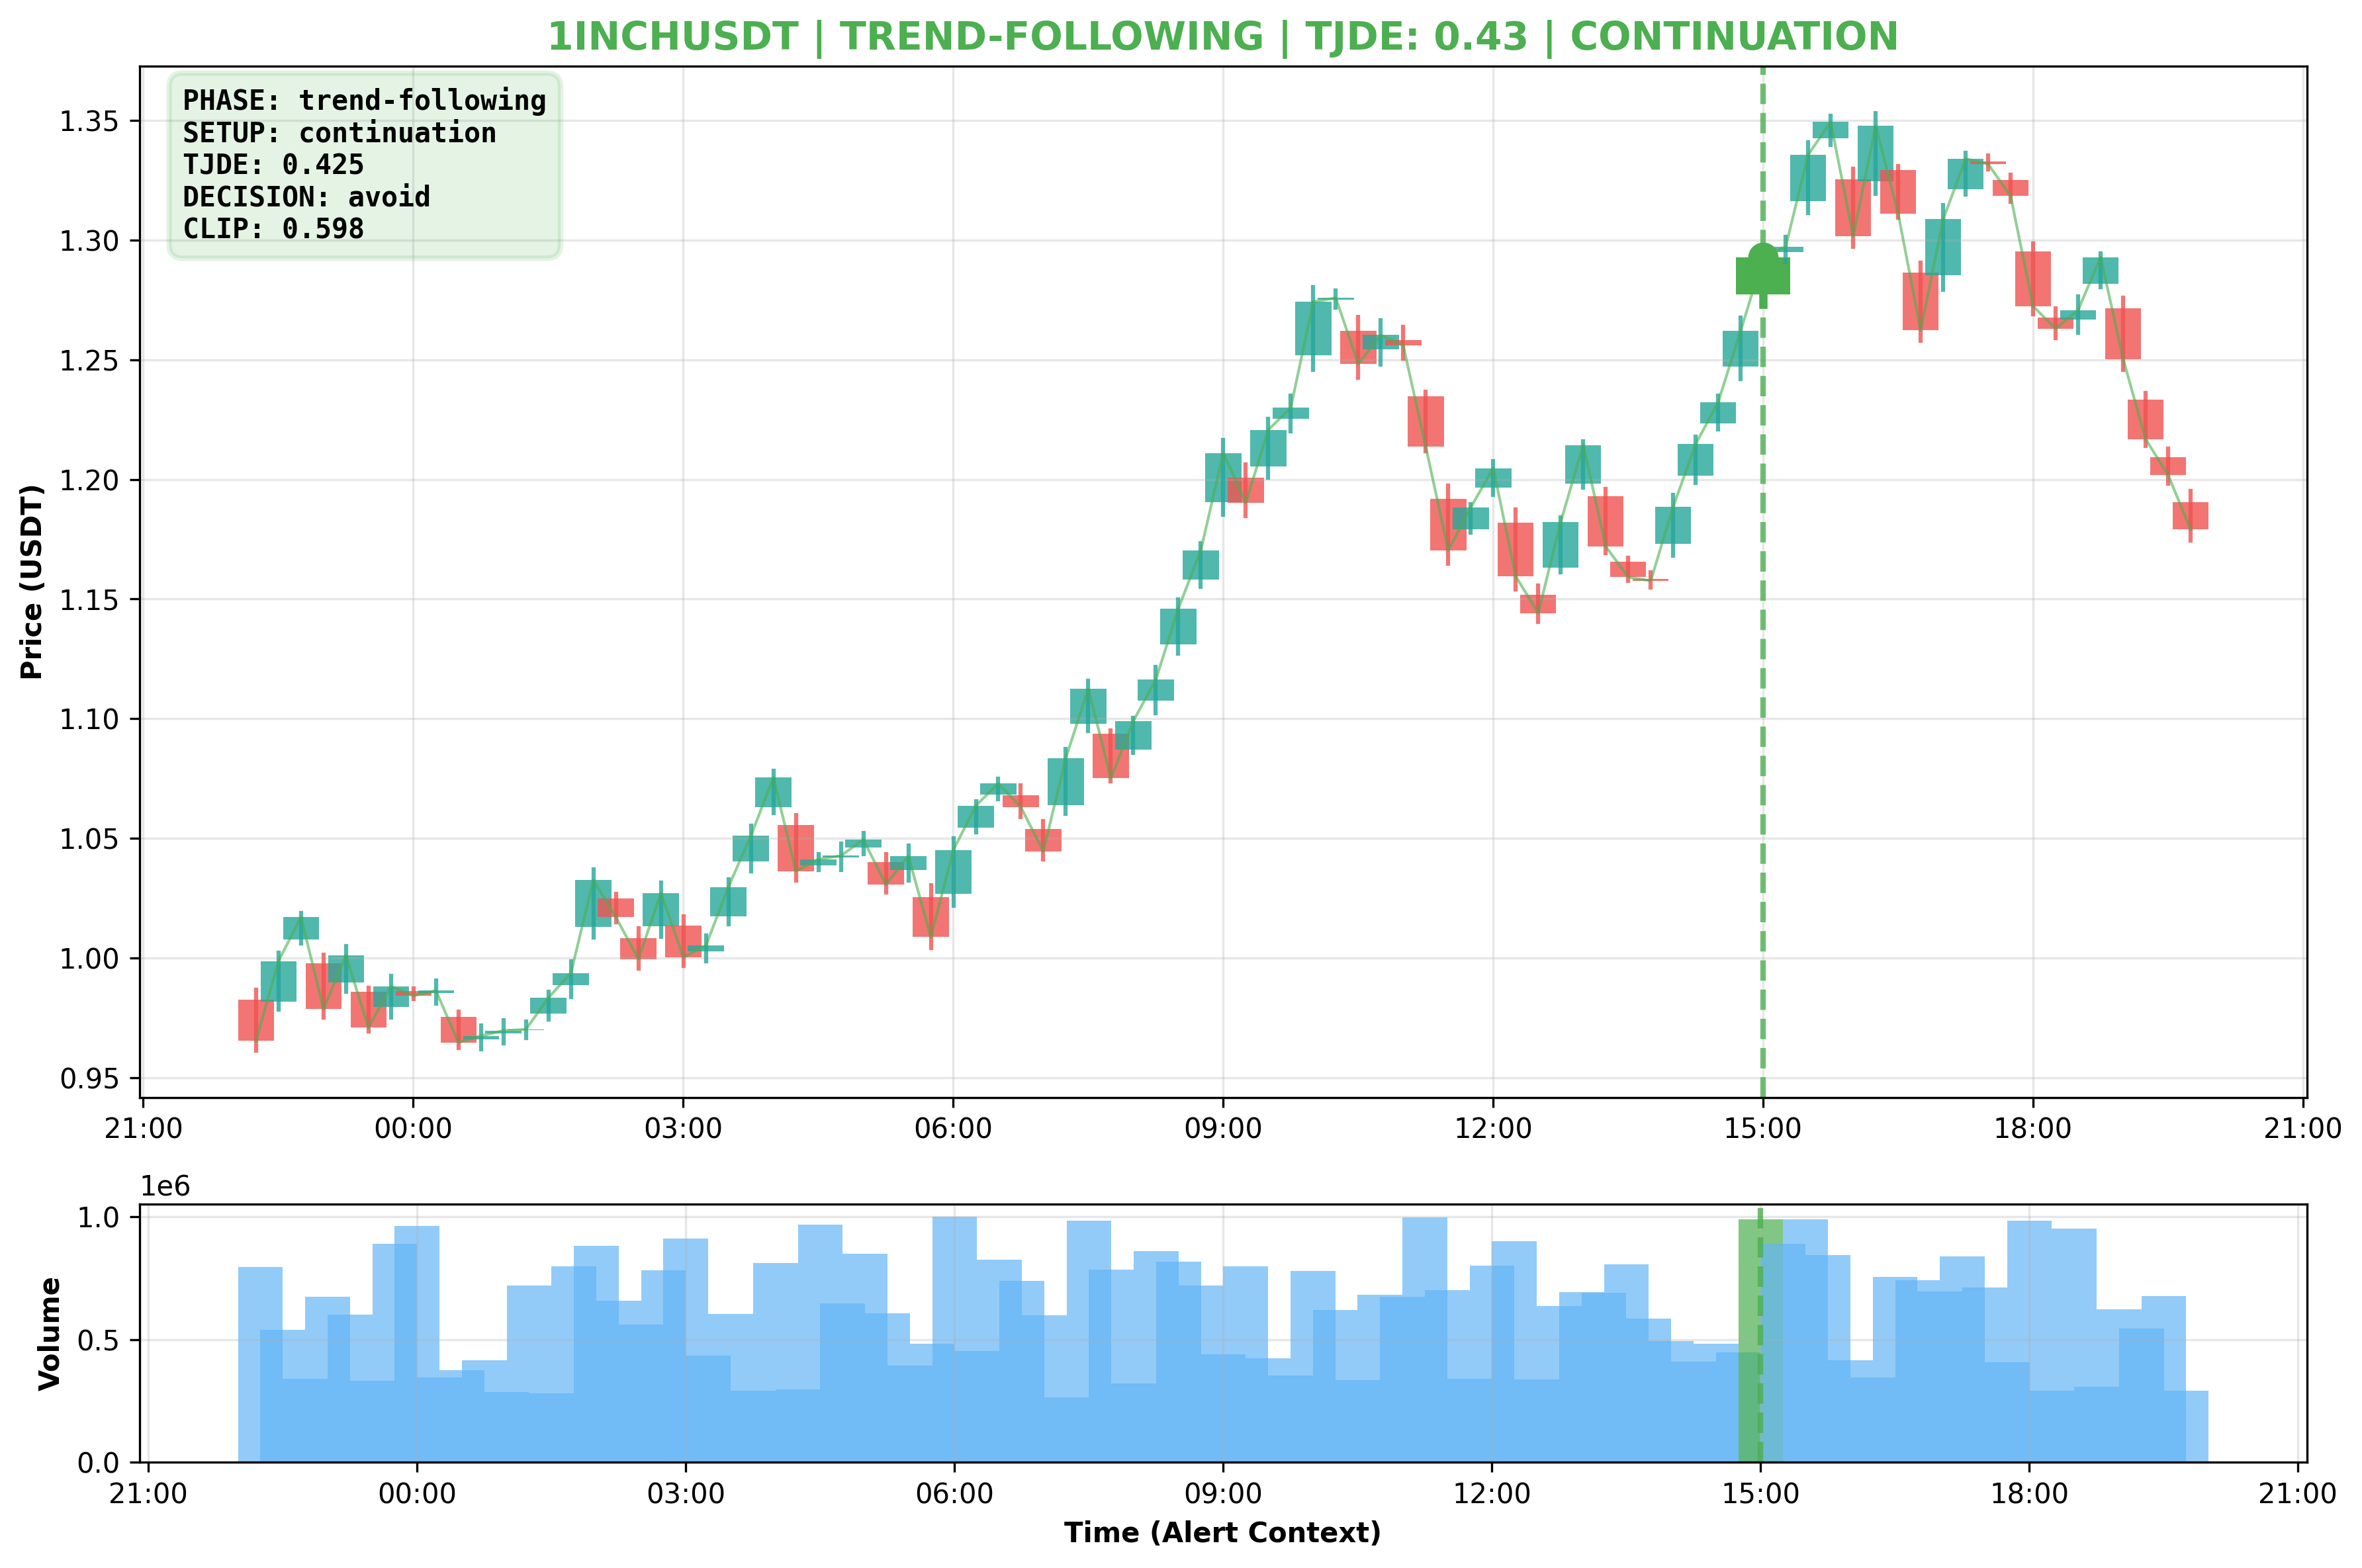 1INCHUSDT | TREND-FOLLOWING | TJDE: 0.43 | CONTINUATION
PHASE: trend-following
SETUP: continuation
TJDE: 0.425
DECISION: avoid
CLIP: 0.598
Price (USDT)
1.35
1.30
1.25
1.20
1.15
1.10
1.05
1.00
0.95
21:00 00:00 03:00 06:00 09:00 12:00 15:00 18:00 21:00
1e6
Volume
1.0
0.5
0.0
21:00 00:00 03:00 06:00 09:00 12:00 15:00 18:00 21:00
Time (Alert Context)